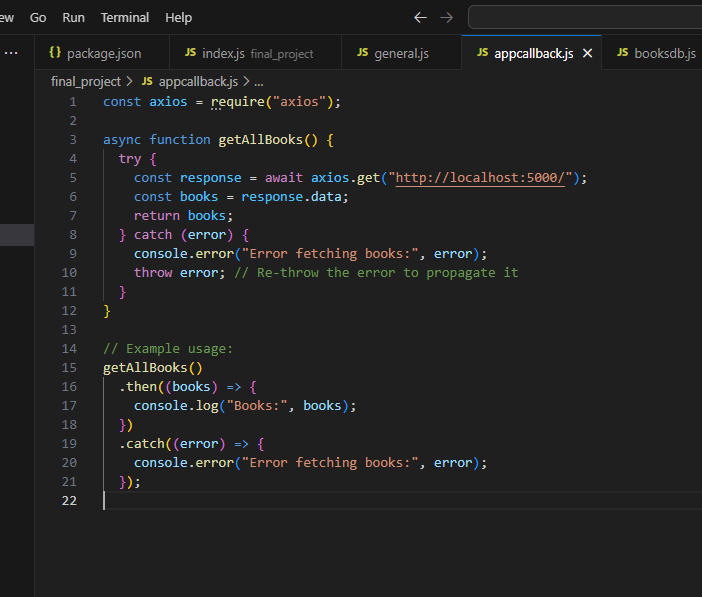 ew Go Run Terminal Help
... {} package.json JS index.js final_project JS general.js JS appcallback.js JS booksdb.js
final_project > JS appcallback.js > ...
1 const axios = require("axios");
2
3 async function getAllBooks() {
4   try {
5     const response = await axios.get("http://localhost:5000/");
6     const books = response.data;
7     return books;
8   } catch (error) {
9     console.error("Error fetching books:", error);
10     throw error; // Re-throw the error to propagate it
11   }
12 }
13
14 // Example usage:
15 getAllBooks()
16   .then((books) => {
17     console.log("Books:", books);
18   })
19   .catch((error) => {
20     console.error("Error fetching books:", error);
21   });
22